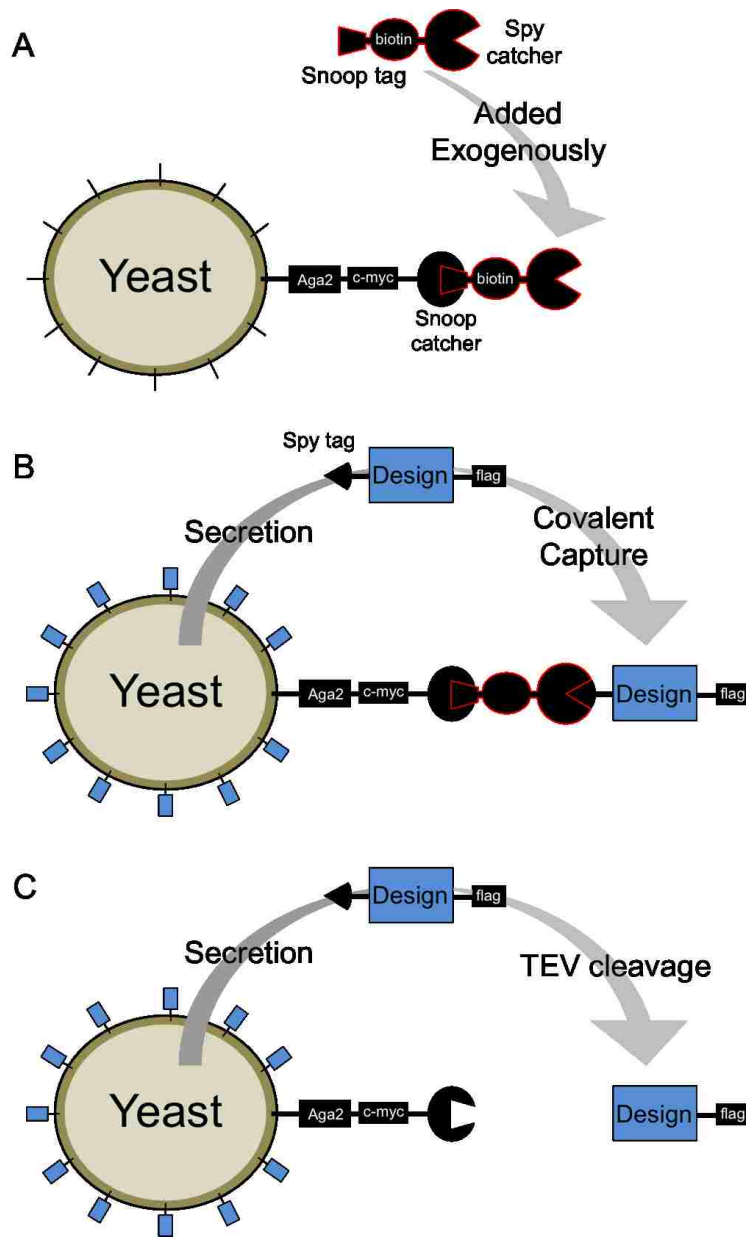 A
biotin
Spy
catcher
Snoop tag
Added
Exogenously
Yeast
Aga2
c-myc
biotin
Snoop
catcher
B
Spy tag
Design
flag
Secretion
Covalent
Capture
Yeast
Aga2
c-myc
Design
flag
C
Design
flag
Secretion
TEV cleavage
Yeast
Aga2
c-myc
Design
flag